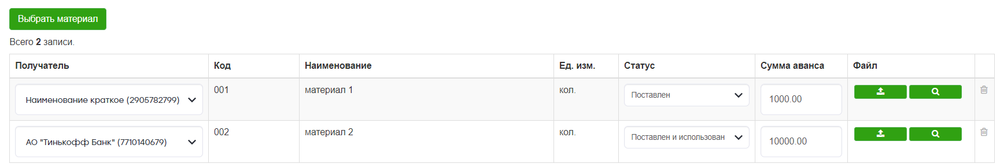 Выбрать материал
Всего 2 записи.
Получатель Код Наименование Ед. изм. Статус Сумма аванса Файл
Наименование краткое (2905782799) 001 материал 1 кол. Поставлен 1000.00
АО "Тинькофф Банк" (7710140679) 002 материал 2 кол. Поставлен и использован 10000.00